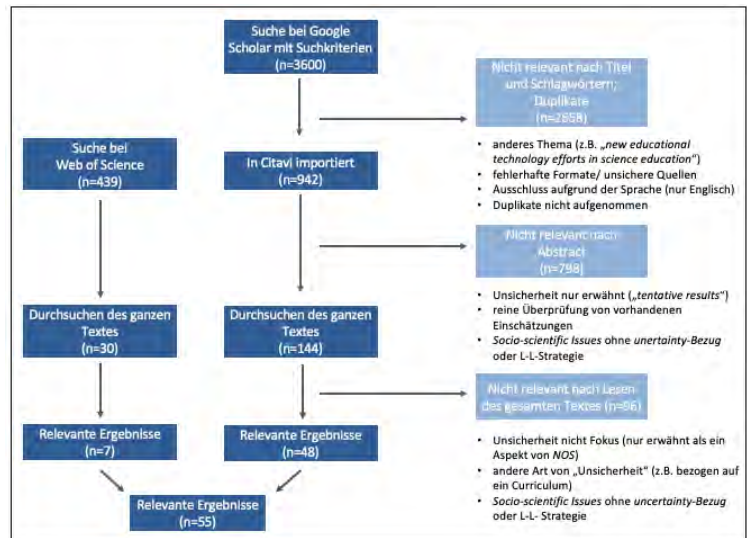 Suche bei Google
Scholar mit Suchkriterien
(n=3600)
Nicht relevant nach Titel
und Schlagwörtern;
Duplikate
(n=2658)
• anderes Thema (z.B. „new educational
technology efforts in science education“)
• fehlerhafte Formate/ unsichere Quellen
• Ausschluss aufgrund der Sprache (nur Englisch)
• Duplikate nicht aufgenommen
Suche bei
Web of Science
(n=439)
In Citavi importiert
(n=942)
Nicht relevant nach
Abstract
(n=798)
• Unsicherheit nur erwähnt („tentative results“)
• reine Überprüfung von vorhandenen
Einschätzungen
• Socio-scientific Issues ohne unertainty-Bezug
oder L-L-Strategie
Durchsuchen des ganzen
Textes
(n=30)
Durchsuchen des ganzen
Textes
(n=144)
Nicht relevant nach Lesen
des gesamten Textes (n=96)
• Unsicherheit nicht Fokus (nur erwähnt als ein
Aspekt von NOS)
• andere Art von „Unsicherheit“ (z.B. bezogen auf
ein Curriculum)
• Socio-scientific Issues ohne uncertainty-Bezug
oder L-L- Strategie
Relevante Ergebnisse
(n=7)
Relevante Ergebnisse
(n=48)
Relevante Ergebnisse
(n=55)